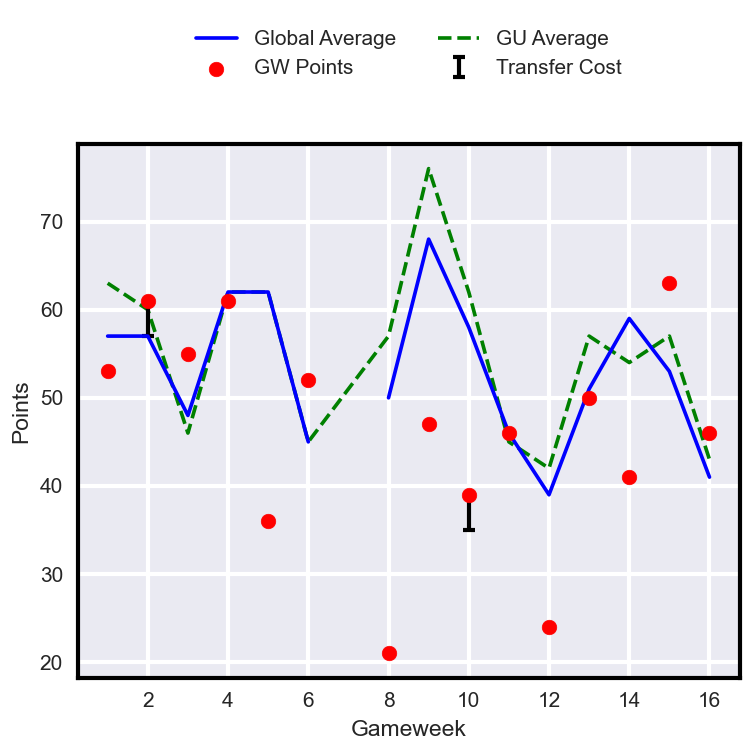 Global Average
GU Average
GW Points
Transfer Cost
70
60
50
40
30
20
Points
2 4 6 8 10 12 14 16
Gameweek